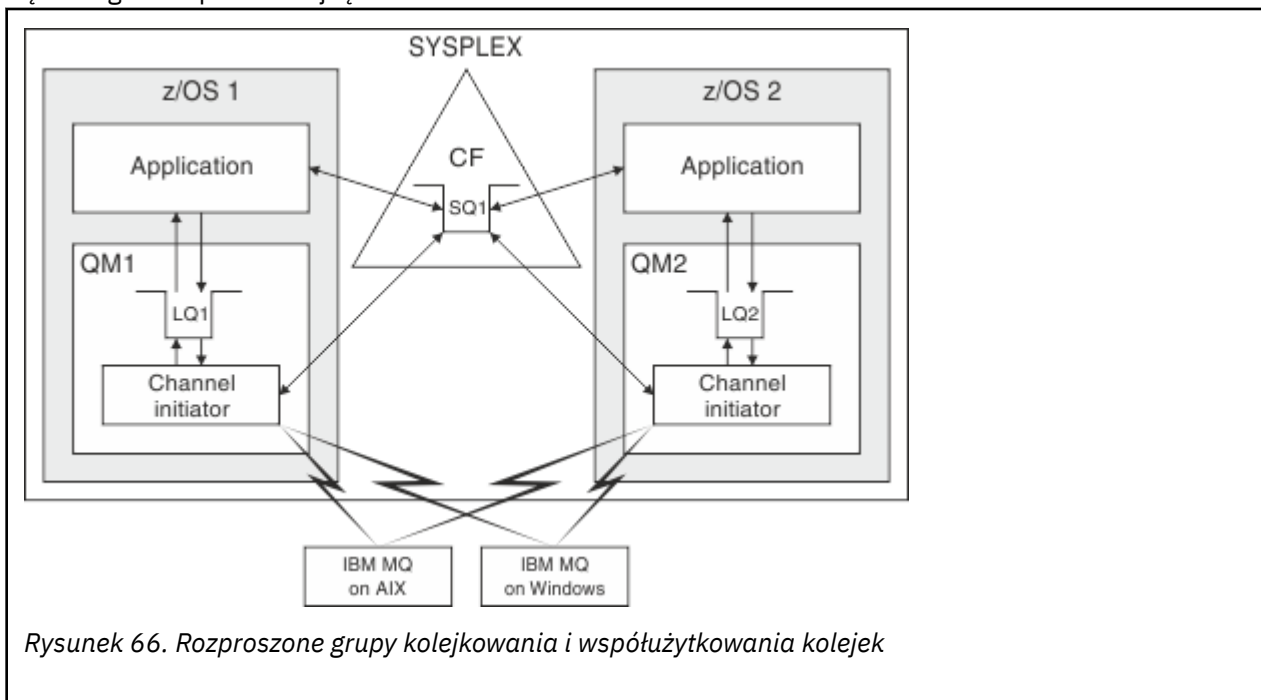 SYSPLEX
z/OS 1
z/OS 2
Application
CF
Application
SQ1
QM1
QM2
LQ1
LQ2
Channel
initiator
Channel
initiator
IBM MQ
on AIX
IBM MQ
on Windows
Rysunek 66. Rozproszone grupy kolejkowania i współużytkowania kolejek